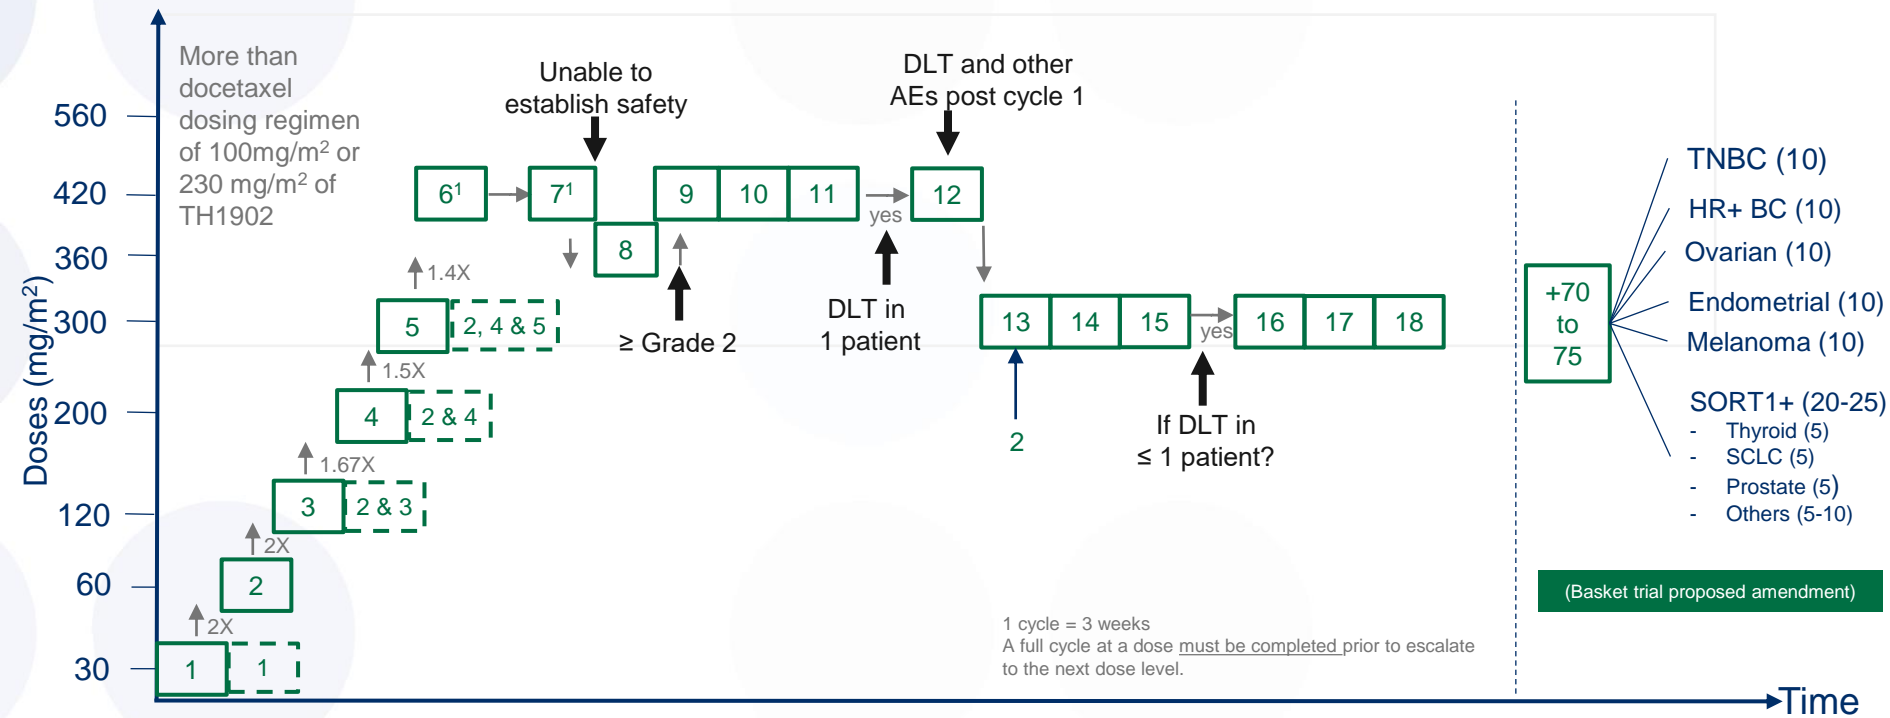 More than
docetaxel
dosing regimen
of 100mg/m² or
230 mg/m² of
TH1902
Unable to
establish safety
DLT and other
AEs post cycle 1
Doses (mg/m²)
560
420
360
300
200
120
60
30
6¹
7¹
8
9
10
11
yes
12
1.4X
5
2, 4 & 5
≥ Grade 2
DLT in
1 patient
13
14
15
yes
16
17
18
2
If DLT in
≤ 1 patient?
1.5X
4
2 & 4
1.67X
3
2 & 3
2X
2
2X
1
1
1 cycle = 3 weeks
A full cycle at a dose must be completed prior to escalate
to the next dose level.
Time
+70
to
75
TNBC (10)
HR+ BC (10)
Ovarian (10)
Endometrial (10)
Melanoma (10)
SORT1+ (20-25)
- Thyroid (5)
- SCLC (5)
- Prostate (5)
- Others (5-10)
(Basket trial proposed amendment)